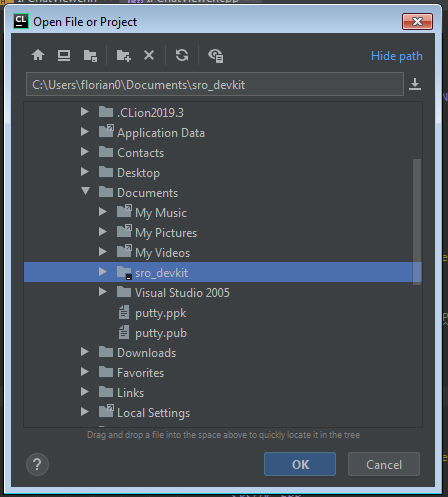 CL Open File or Project
Hide path
C:\Users\florian0\Documents\sro_devkit
.CLion2019.3
Application Data
Contacts
Desktop
Documents
My Music
My Pictures
My Videos
sro_devkit
Visual Studio 2005
putty.ppk
putty.pub
Downloads
Favorites
Links
Local Settings
Drag and drop a file into the space above to quickly locate it in the tree
?
OK
Cancel